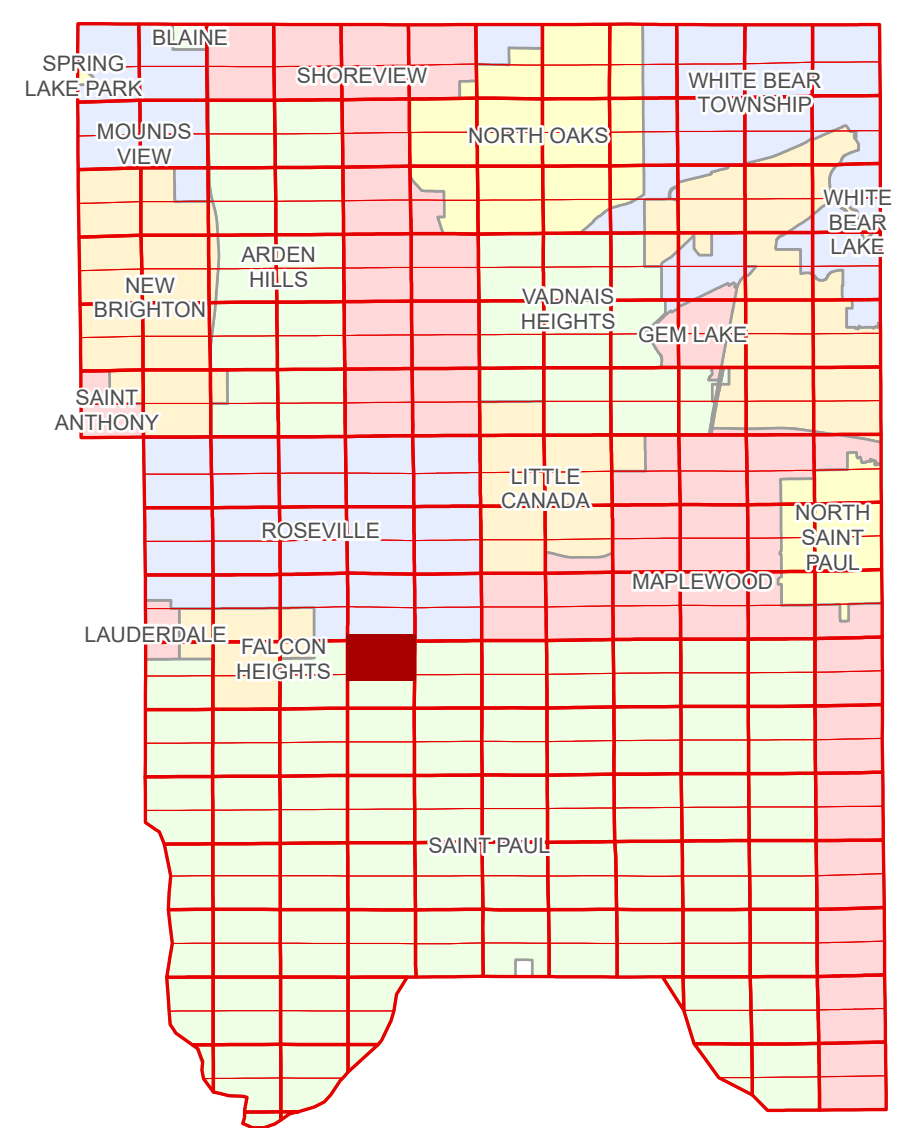 BLAINE
SPRING
LAKE PARK
SHOREVIEW
WHITE BEAR
TOWNSHIP
MOUNDS
VIEW
NORTH OAKS
WHITE
BEAR
LAKE
ARDEN
HILLS
NEW
BRIGHTON
VADNAIS
HEIGHTS
GEM LAKE
SAINT
ANTHONY
LITTLE
CANADA
NORTH
SAINT
PAUL
ROSEVILLE
MAPLEWOOD
LAUDERDALE
FALCON
HEIGHTS
SAINT PAUL